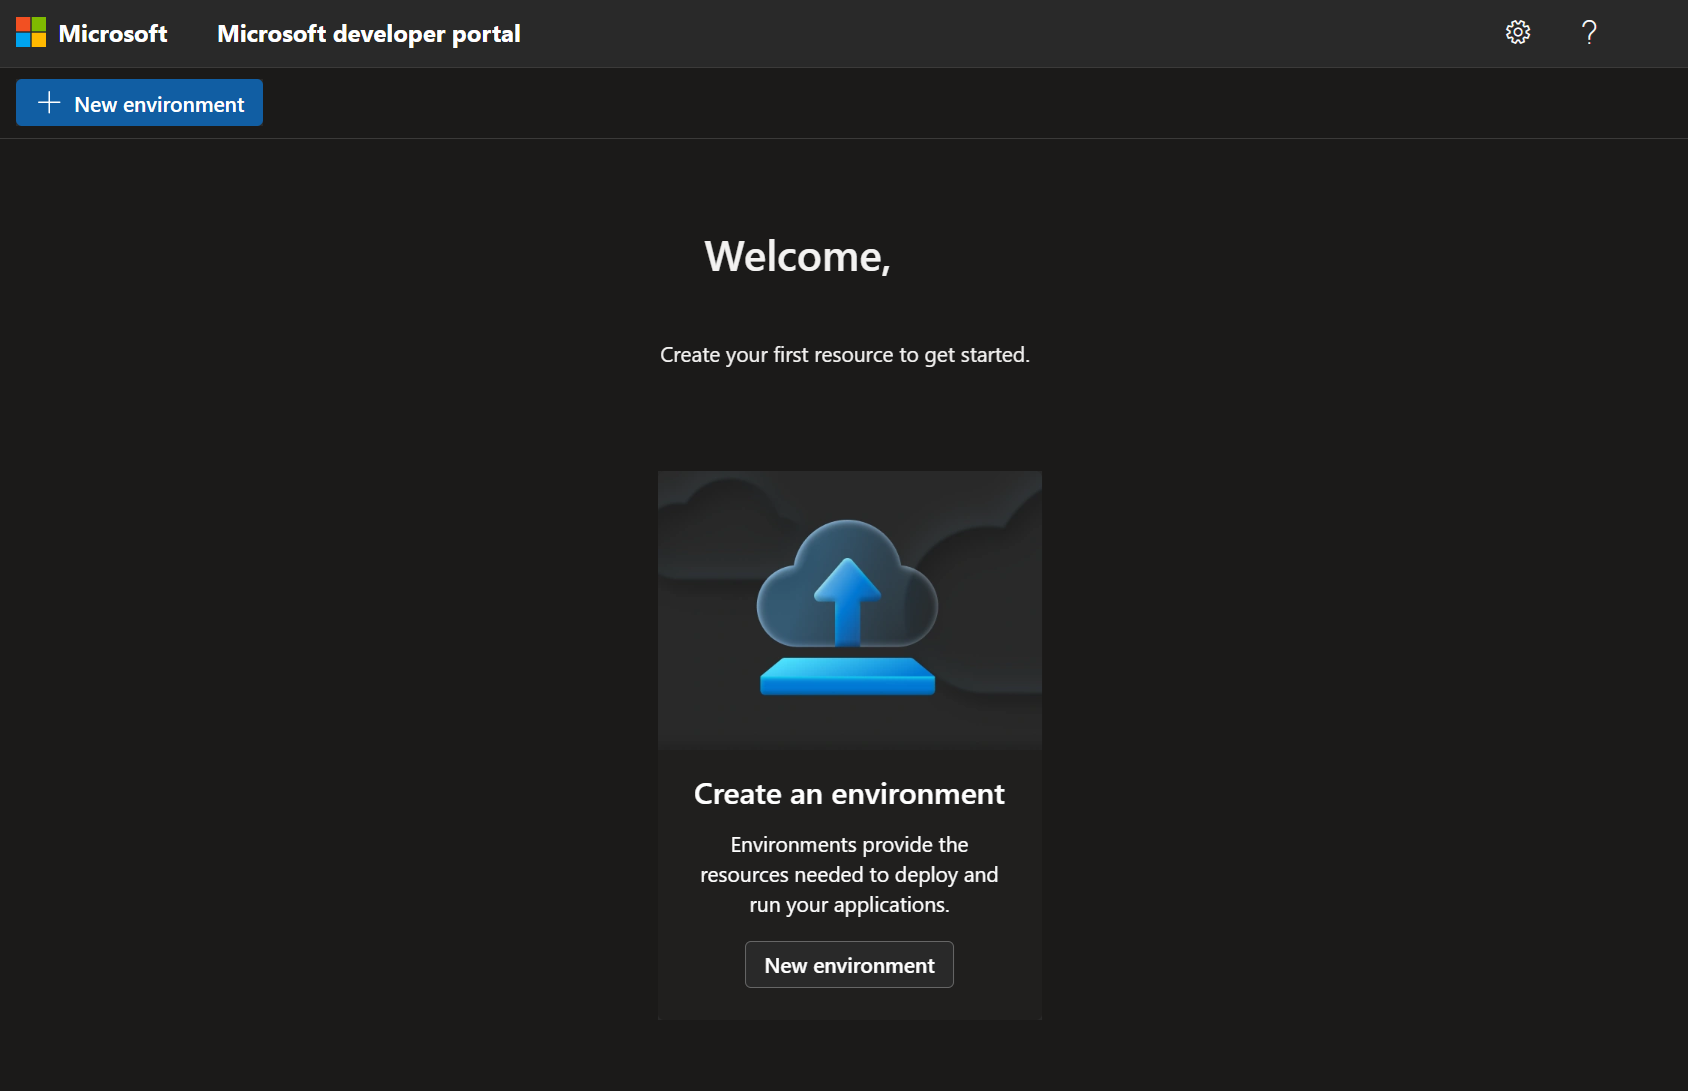 Microsoft
Microsoft developer portal
New environment
Welcome,
Create your first resource to get started.
Create an environment
Environments provide the
resources needed to deploy and
run your applications.
New environment